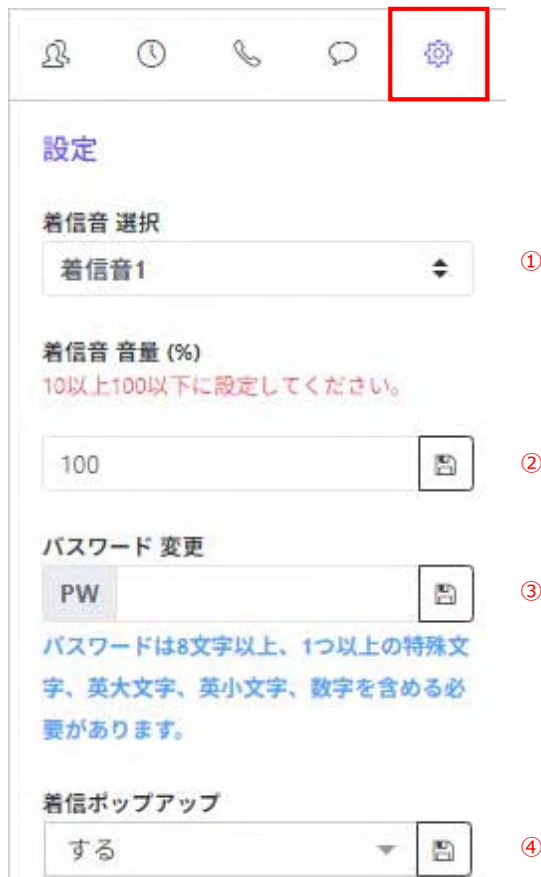 設定
着信音 選択
着信音1
①
着信音 音量 (%)
10以上100以下に設定してください。
100
②
パスワード 変更
PW
③
パスワードは8文字以上、1つ以上の特殊文
字、英大文字、英小文字、数字を含める必
要があります。
着信ポップアップ
する
④